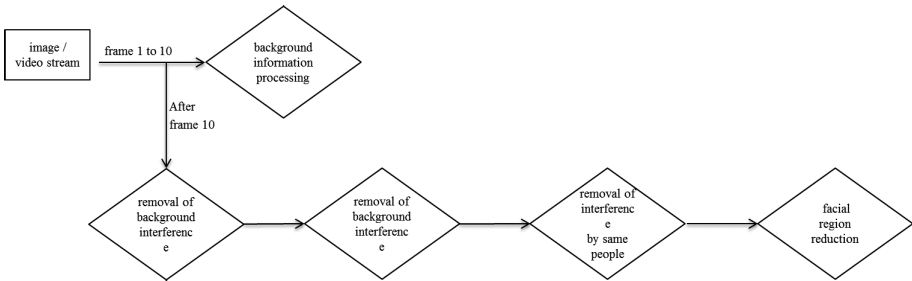 image /
video stream
frame 1 to 10
background
information
processing
After
frame 10
removal of
background
interferenc
e
removal of
background
interferenc
e
removal of
interferenc
e
by same
people
facial
region
reduction